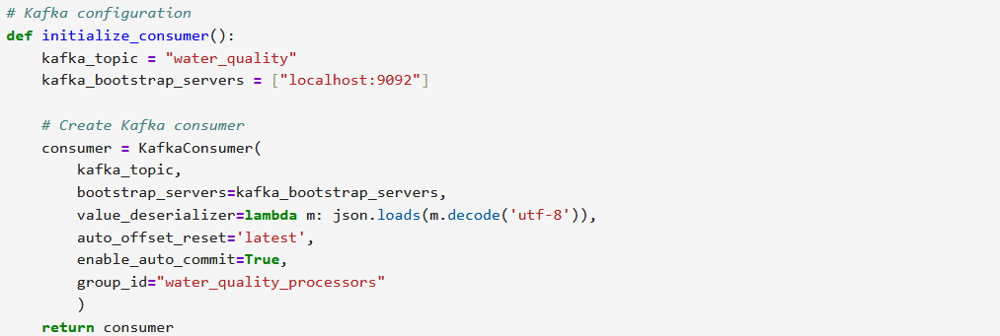 # Kafka configuration
def initialize_consumer():
    kafka_topic = "water_quality"
    kafka_bootstrap_servers = ["localhost:9092"]

    # Create Kafka consumer
    consumer = KafkaConsumer(
        kafka_topic,
        bootstrap_servers=kafka_bootstrap_servers,
        value_deserializer=lambda m: json.loads(m.decode('utf-8')),
        auto_offset_reset='latest',
        enable_auto_commit=True,
        group_id="water_quality_processors"
        )
    return consumer